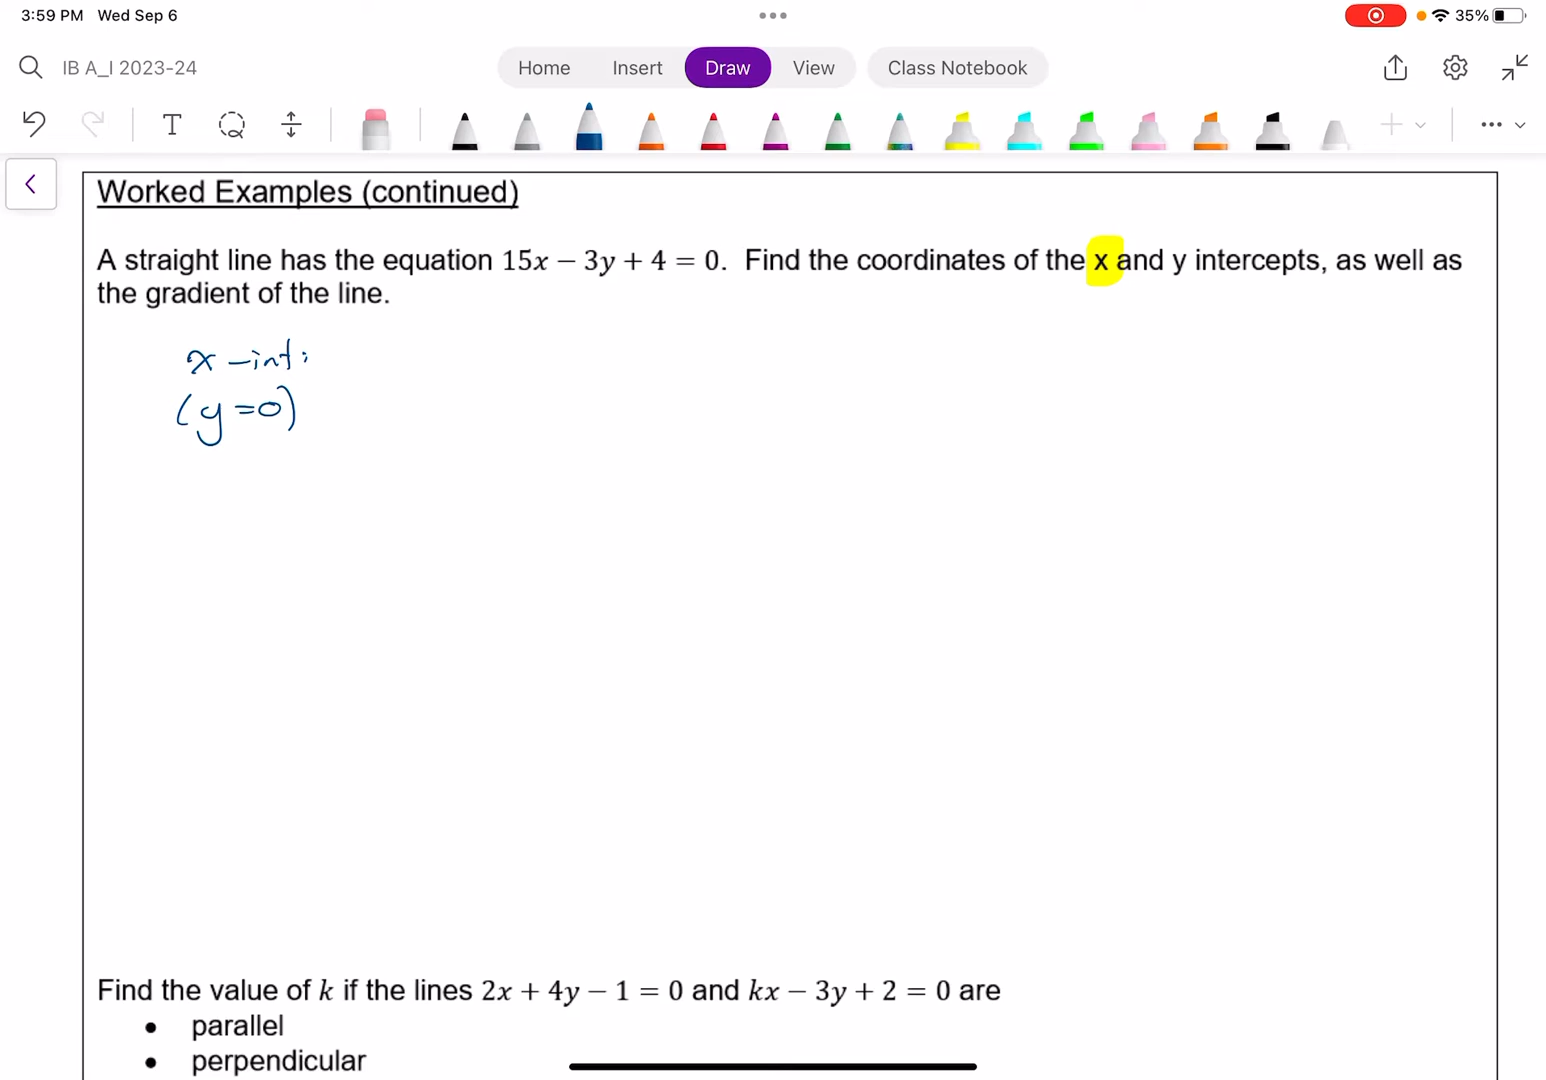 3:59 PM Wed Sep 6
35%
IB A_I 2023-24
Home Insert Draw View Class Notebook
T
Worked Examples (continued)
A straight line has the equation 15x − 3y + 4 = 0. Find the coordinates of the x and y intercepts, as well as
the gradient of the line.
x -int:
(y=0)
Find the value of k if the lines 2x + 4y − 1 = 0 and kx − 3y + 2 = 0 are
• parallel
• perpendicular